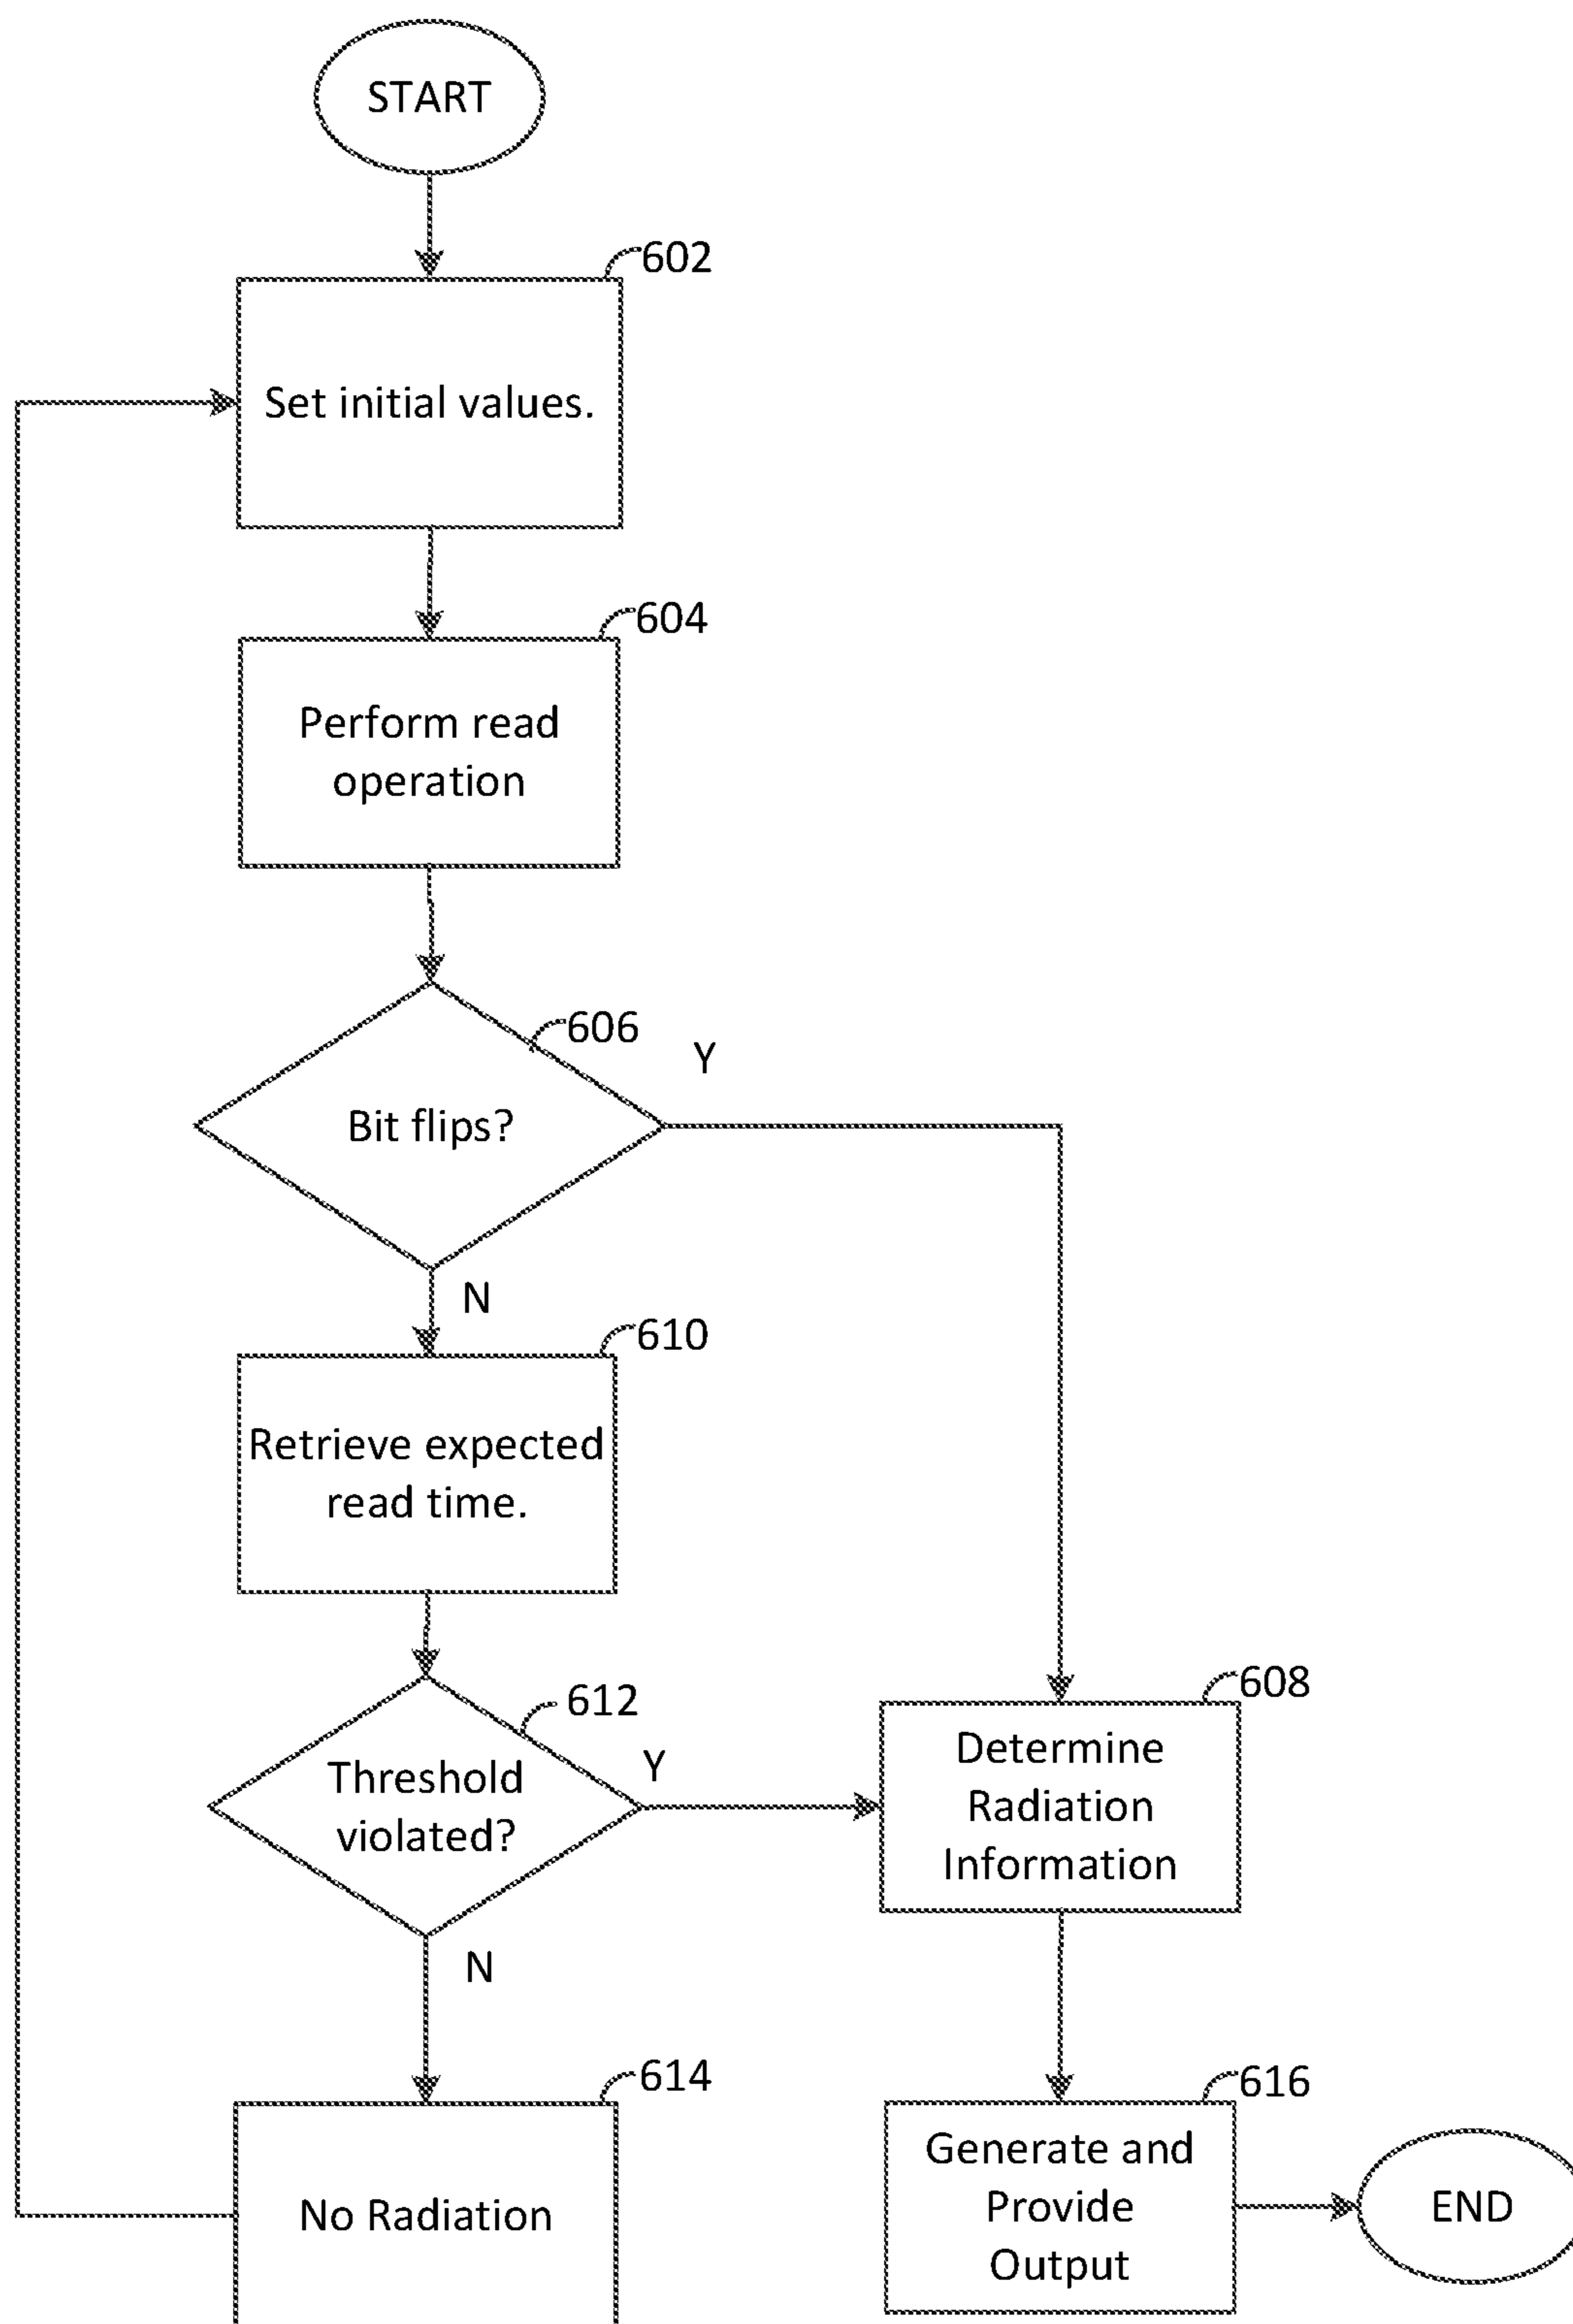 START
602
Set initial values.
604
Perform read
operation
606
Y
Bit flips?
N
610
Retrieve expected
read time.
612
Threshold
violated?
Y
608
Determine
Radiation
Information
N
614
No Radiation
616
Generate and
Provide
Output
END